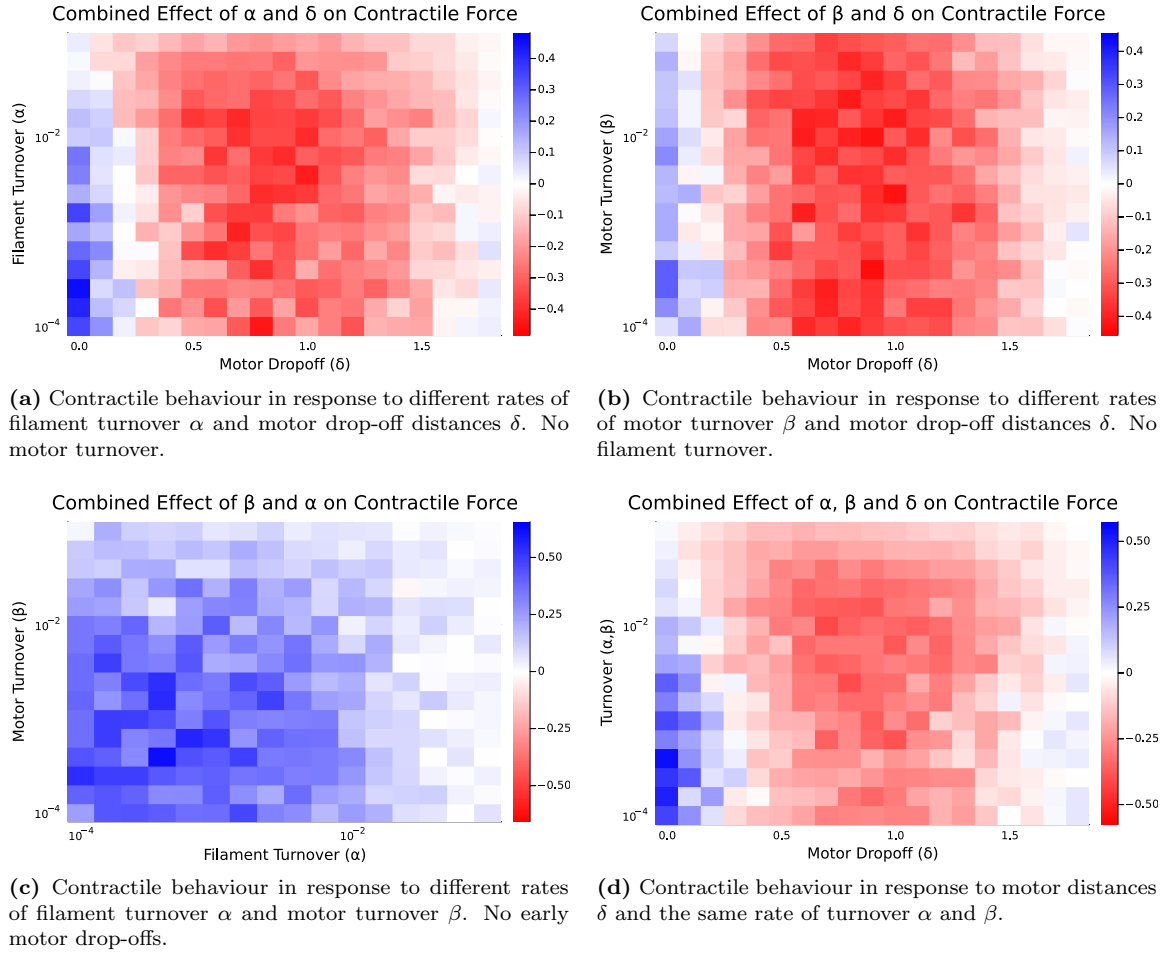 Combined Effect of α and δ on Contractile Force
Filament Turnover (α)
10⁻²
10⁻⁴
0.0 0.5 1.0 1.5
Motor Dropoff (δ)
0.4
0.3
0.2
0.1
0
−0.1
−0.2
−0.3
−0.4
(a) Contractile behaviour in response to different rates of
filament turnover α and motor drop-off distances δ. No
motor turnover.
Combined Effect of β and δ on Contractile Force
Motor Turnover (β)
10⁻²
10⁻⁴
0.0 0.5 1.0 1.5
Motor Dropoff (δ)
0.4
0.3
0.2
0.1
0
−0.1
−0.2
−0.3
−0.4
(b) Contractile behaviour in response to different rates
of motor turnover β and motor drop-off distances δ. No
filament turnover.
Combined Effect of β and α on Contractile Force
Motor Turnover (β)
10⁻²
10⁻⁴
10⁻⁴ 10⁻²
Filament Turnover (α)
0.50
0.25
0
−0.25
−0.50
(c) Contractile behaviour in response to different rates
of filament turnover α and motor turnover β. No early
motor drop-offs.
Combined Effect of α, β and δ on Contractile Force
Turnover (α,β)
10⁻²
10⁻⁴
0.0 0.5 1.0 1.5
Motor Dropoff (δ)
0.50
0.25
0
−0.25
−0.50
(d) Contractile behaviour in response to motor distances
δ and the same rate of turnover α and β.